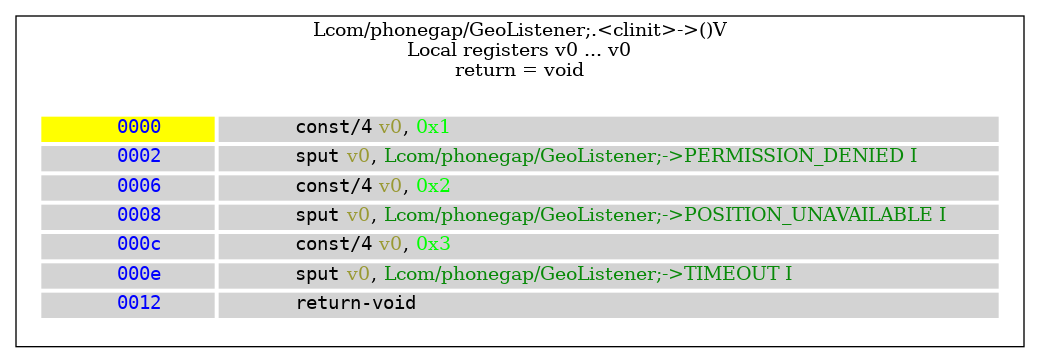 Lcom/phonegap/GeoListener;.<clinit>->()V
Local registers v0 ... v0
return = void
0000 const/4 v0, 0x1
0002 sput v0, Lcom/phonegap/GeoListener;->PERMISSION_DENIED I
0006 const/4 v0, 0x2
0008 sput v0, Lcom/phonegap/GeoListener;->POSITION_UNAVAILABLE I
000c const/4 v0, 0x3
000e sput v0, Lcom/phonegap/GeoListener;->TIMEOUT I
0012 return-void